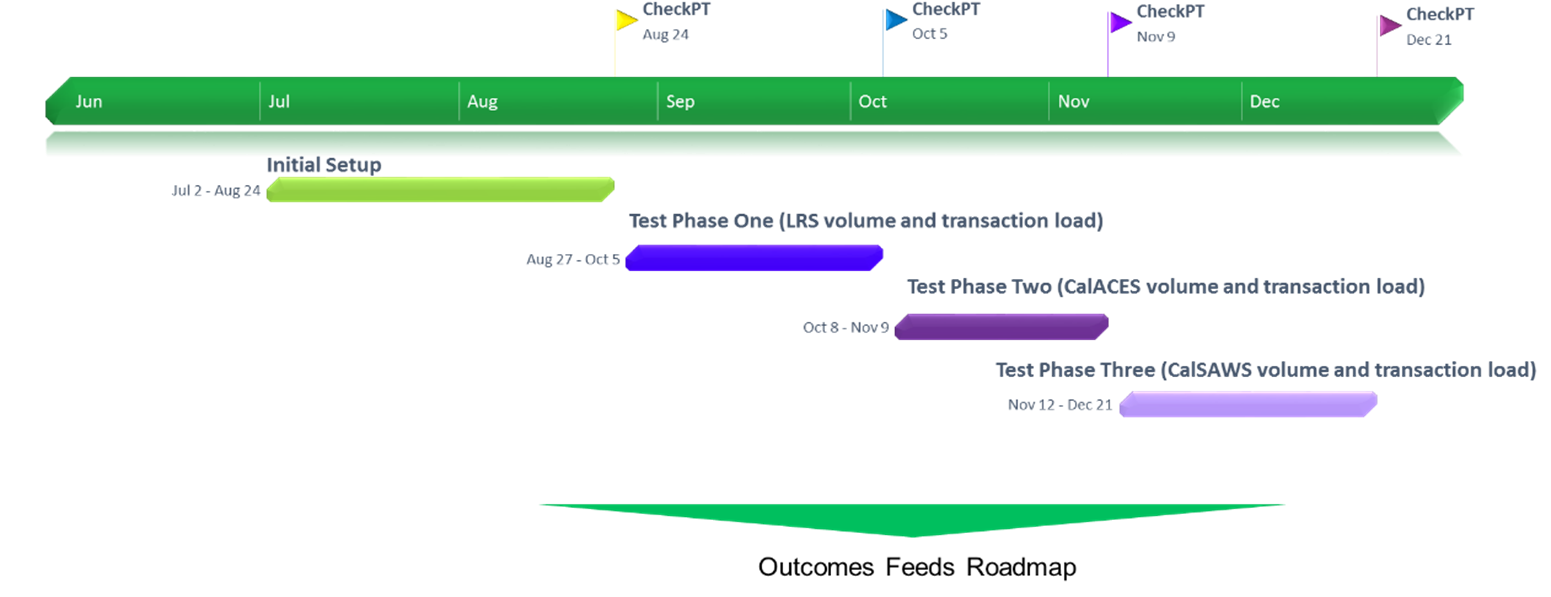 CheckPT
Aug 24
CheckPT
Oct 5
CheckPT
Nov 9
CheckPT
Dec 21
Jun
Jul
Aug
Sep
Oct
Nov
Dec
Initial Setup
Jul 2 - Aug 24
Test Phase One (LRS volume and transaction load)
Aug 27 - Oct 5
Test Phase Two (CalACES volume and transaction load)
Oct 8 - Nov 9
Test Phase Three (CalSAWS volume and transaction load)
Nov 12 - Dec 21
Outcomes Feeds Roadmap